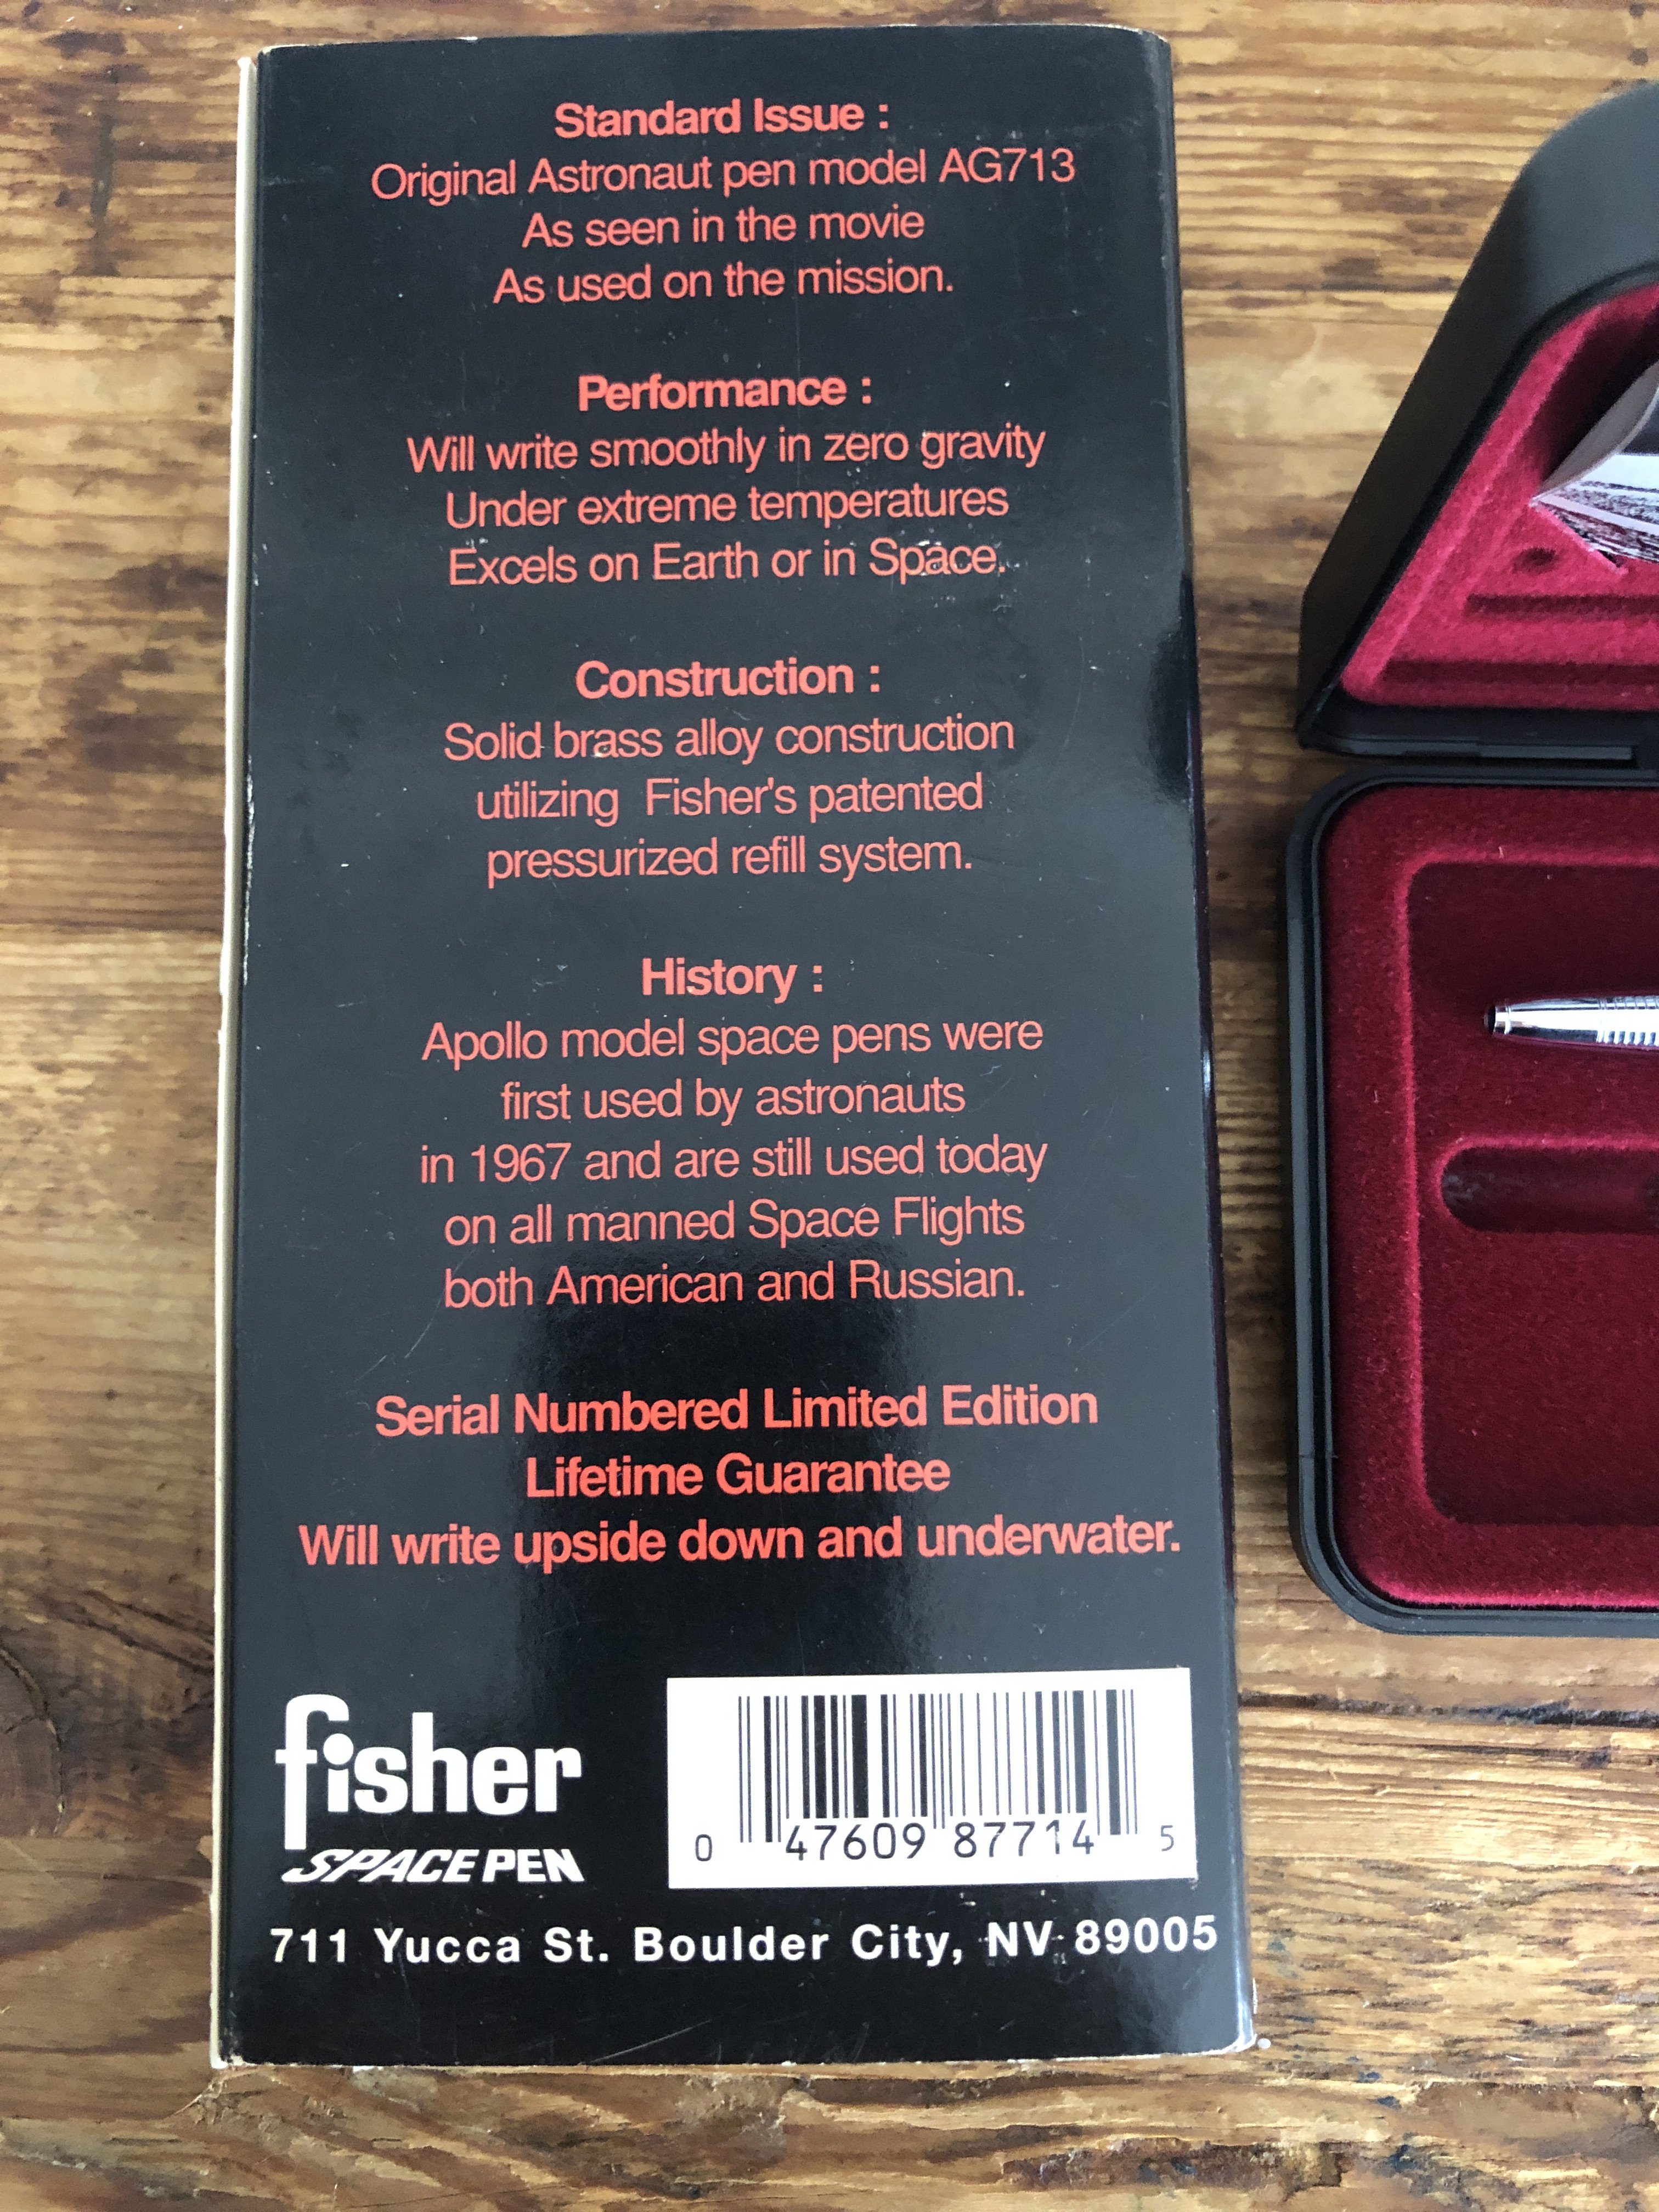 Standard Issue :
Original Astronaut pen model AG713
As seen in the movie
As used on the mission.
Performance :
Will write smoothly in zero gravity
Under extreme temperatures
Excels on Earth or in Space.
Construction :
Solid brass alloy construction
utilizing Fisher's patented
pressurized refill system.
History :
Apollo model space pens were
first used by astronauts
in 1967 and are still used today
on all manned Space Flights
both American and Russian.
Serial Numbered Limited Edition
Lifetime Guarantee
Will write upside down and underwater.
fisher
SPACE PEN
0 47609 87714 5
711 Yucca St. Boulder City, NV 89005